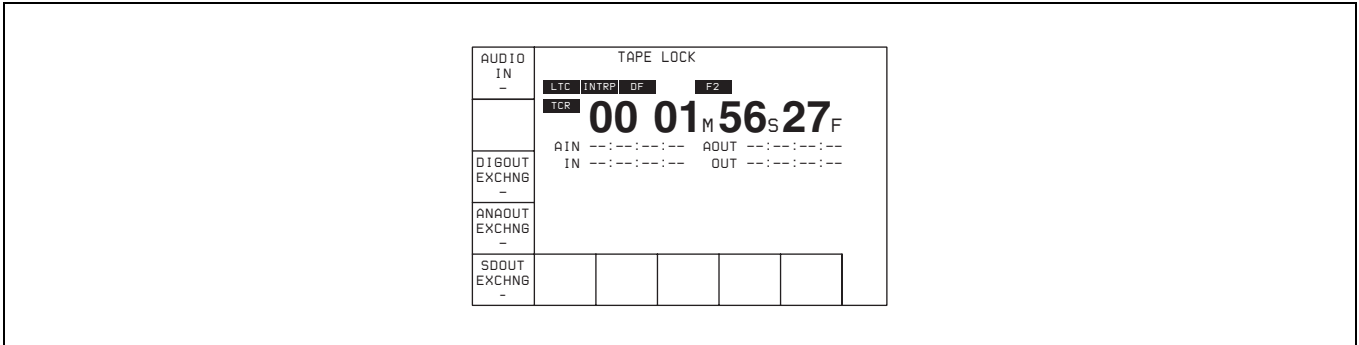 AUDIO
IN
–
TAPE LOCK
LTC INTRP DF F2
TCR 00 01M56S27F
AIN --:--:--:-- AOUT --:--:--:--
IN --:--:--:-- OUT --:--:--:--
DIGOUT
EXCHNG
–
ANAOUT
EXCHNG
–
SDOUT
EXCHNG
–